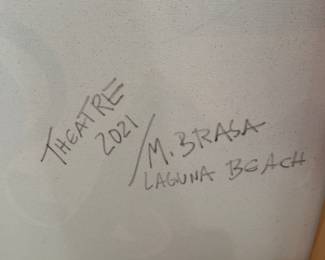 THEATRE
2021
/M. BRASA
LAGUNA BEACH